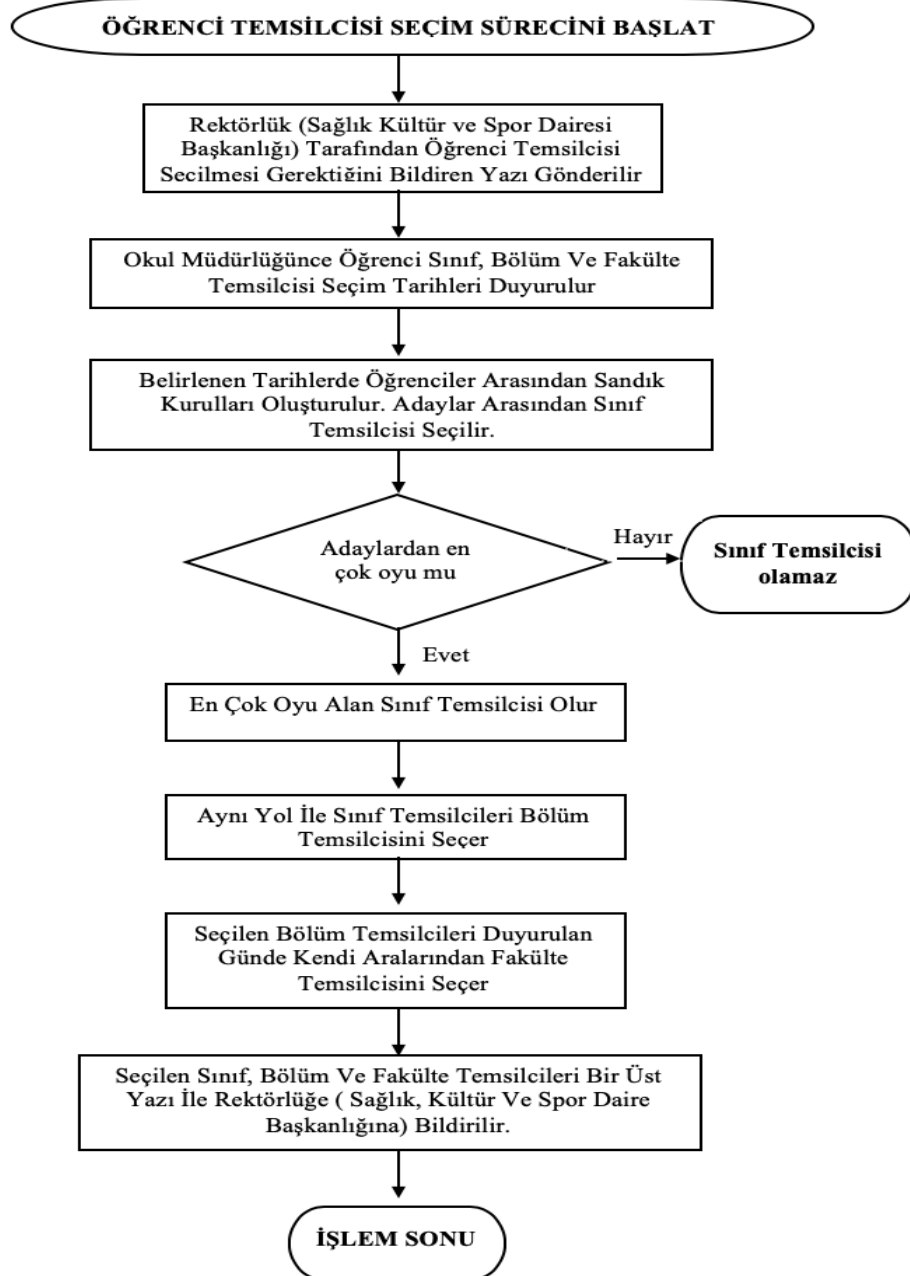 ÖĞRENCİ TEMSİLCİSİ SEÇİM SÜRECİNİ BAŞLAT
Rektörlük (Sağlık Kültür ve Spor Dairesi
Başkanlığı) Tarafından Öğrenci Temsilcisi
Secilmesi Gerektiğini Bildiren Yazı Gönderilir
Okul Müdürlüğünce Öğrenci Sınıf, Bölüm Ve Fakülte
Temsilcisi Seçim Tarihleri Duyurulur
Belirlenen Tarihlerde Öğrenciler Arasından Sandık
Kurulları Oluşturulur. Adaylar Arasından Sınıf
Temsilcisi Seçilir.
Adaylardan en
çok oyu mu
Hayır
Sınıf Temsilcisi
olamaz
Evet
En Çok Oyu Alan Sınıf Temsilcisi Olur
Aynı Yol İle Sınıf Temsilcileri Bölüm
Temsilcisini Seçer
Seçilen Bölüm Temsilcileri Duyurulan
Günde Kendi Aralarından Fakülte
Temsilcisini Seçer
Seçilen Sınıf, Bölüm Ve Fakülte Temsilcileri Bir Üst
Yazı İle Rektörlüğe ( Sağlık, Kültür Ve Spor Daire
Başkanlığına) Bildirilir.
İŞLEM SONU